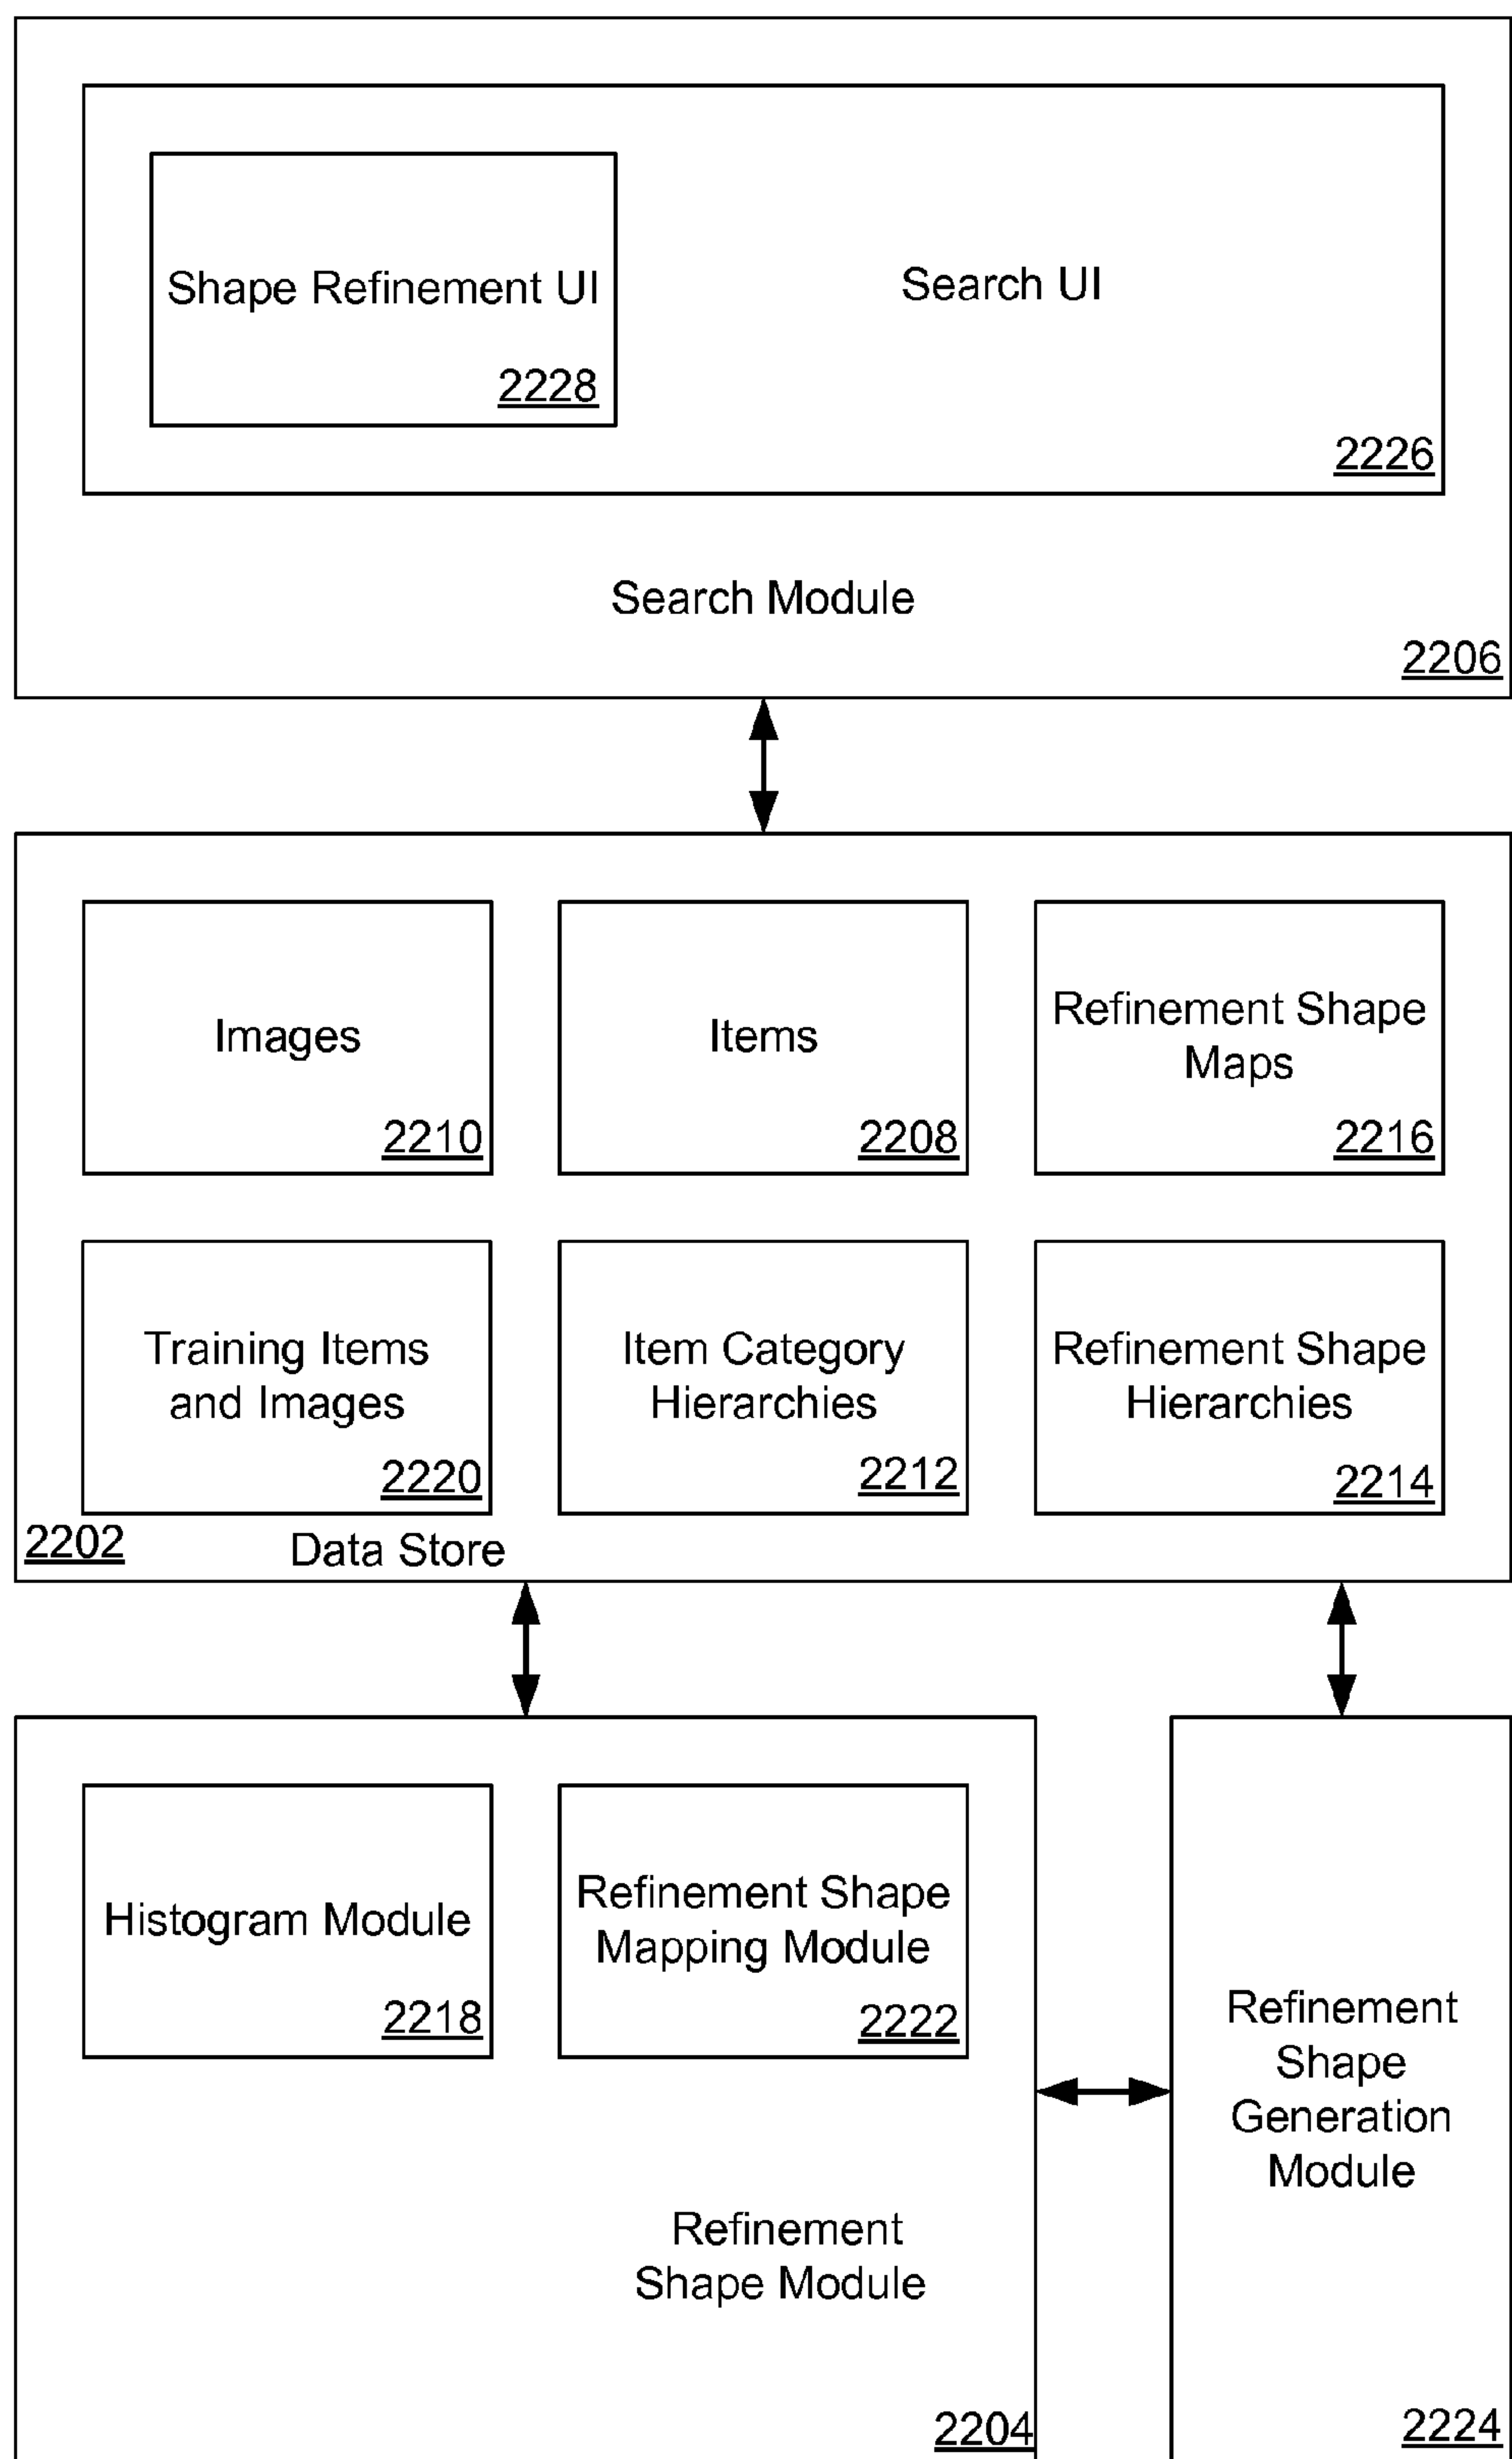 Shape Refinement UI
2228
Search UI
2226
Search Module
2206
Images
2210
Items
2208
Refinement Shape
Maps
2216
Training Items
and Images
2220
Item Category
Hierarchies
2212
Refinement Shape
Hierarchies
2214
2202
Data Store
Histogram Module
2218
Refinement Shape
Mapping Module
2222
Refinement
Shape Module
2204
Refinement
Shape
Generation
Module
2224